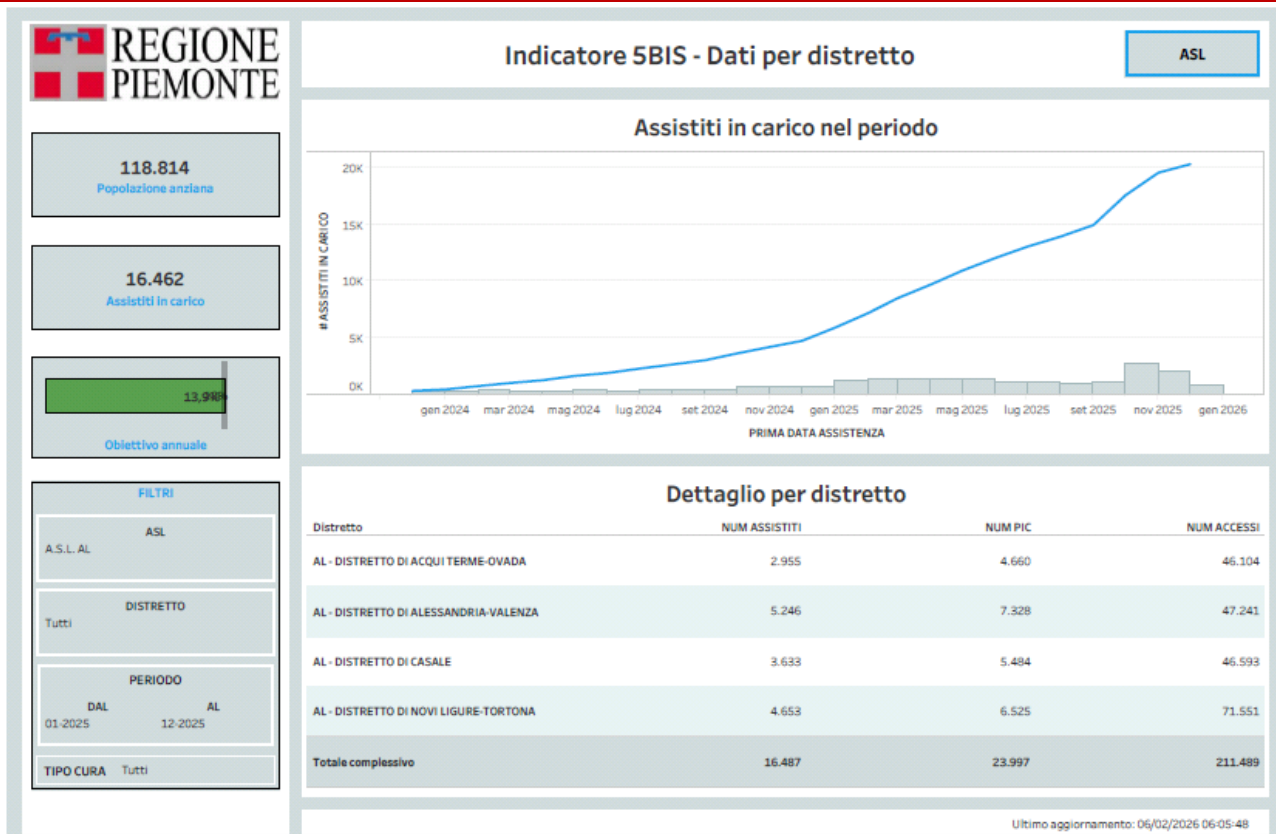 REGIONE
PIEMONTE
Indicatore 5BIS - Dati per distretto
ASL
118.814
Popolazione anziana
16.462
Assistiti in carico
Obiettivo annuale
FILTRI
ASL
A.S.L. AL
DISTRETTO
Tutti
PERIODO
DAL AL
01-2025 12-2025
TIPO CURA Tutti
Assistiti in carico nel periodo
# ASSISTITI IN CARICO
20K
15K
10K
5K
0K
gen 2024 mar 2024 mag 2024 lug 2024 set 2024 nov 2024 gen 2025 mar 2025 mag 2025 lug 2025 set 2025 nov 2025 gen 2026
PRIMA DATA ASSISTENZA
Dettaglio per distretto
Distretto NUM ASSISTITI NUM PIC NUM ACCESSI
AL - DISTRETTO DI ACQUI TERME-OVADA 2.955 4.660 46.104
AL - DISTRETTO DI ALESSANDRIA-VALENZA 5.246 7.328 47.241
AL - DISTRETTO DI CASALE 3.633 5.484 46.593
AL - DISTRETTO DI NOVI LIGURE-TORTONA 4.653 6.525 71.551
Totale complessivo 16.487 23.997 211.489
Ultimo aggiornamento: 06/02/2026 06:05:48